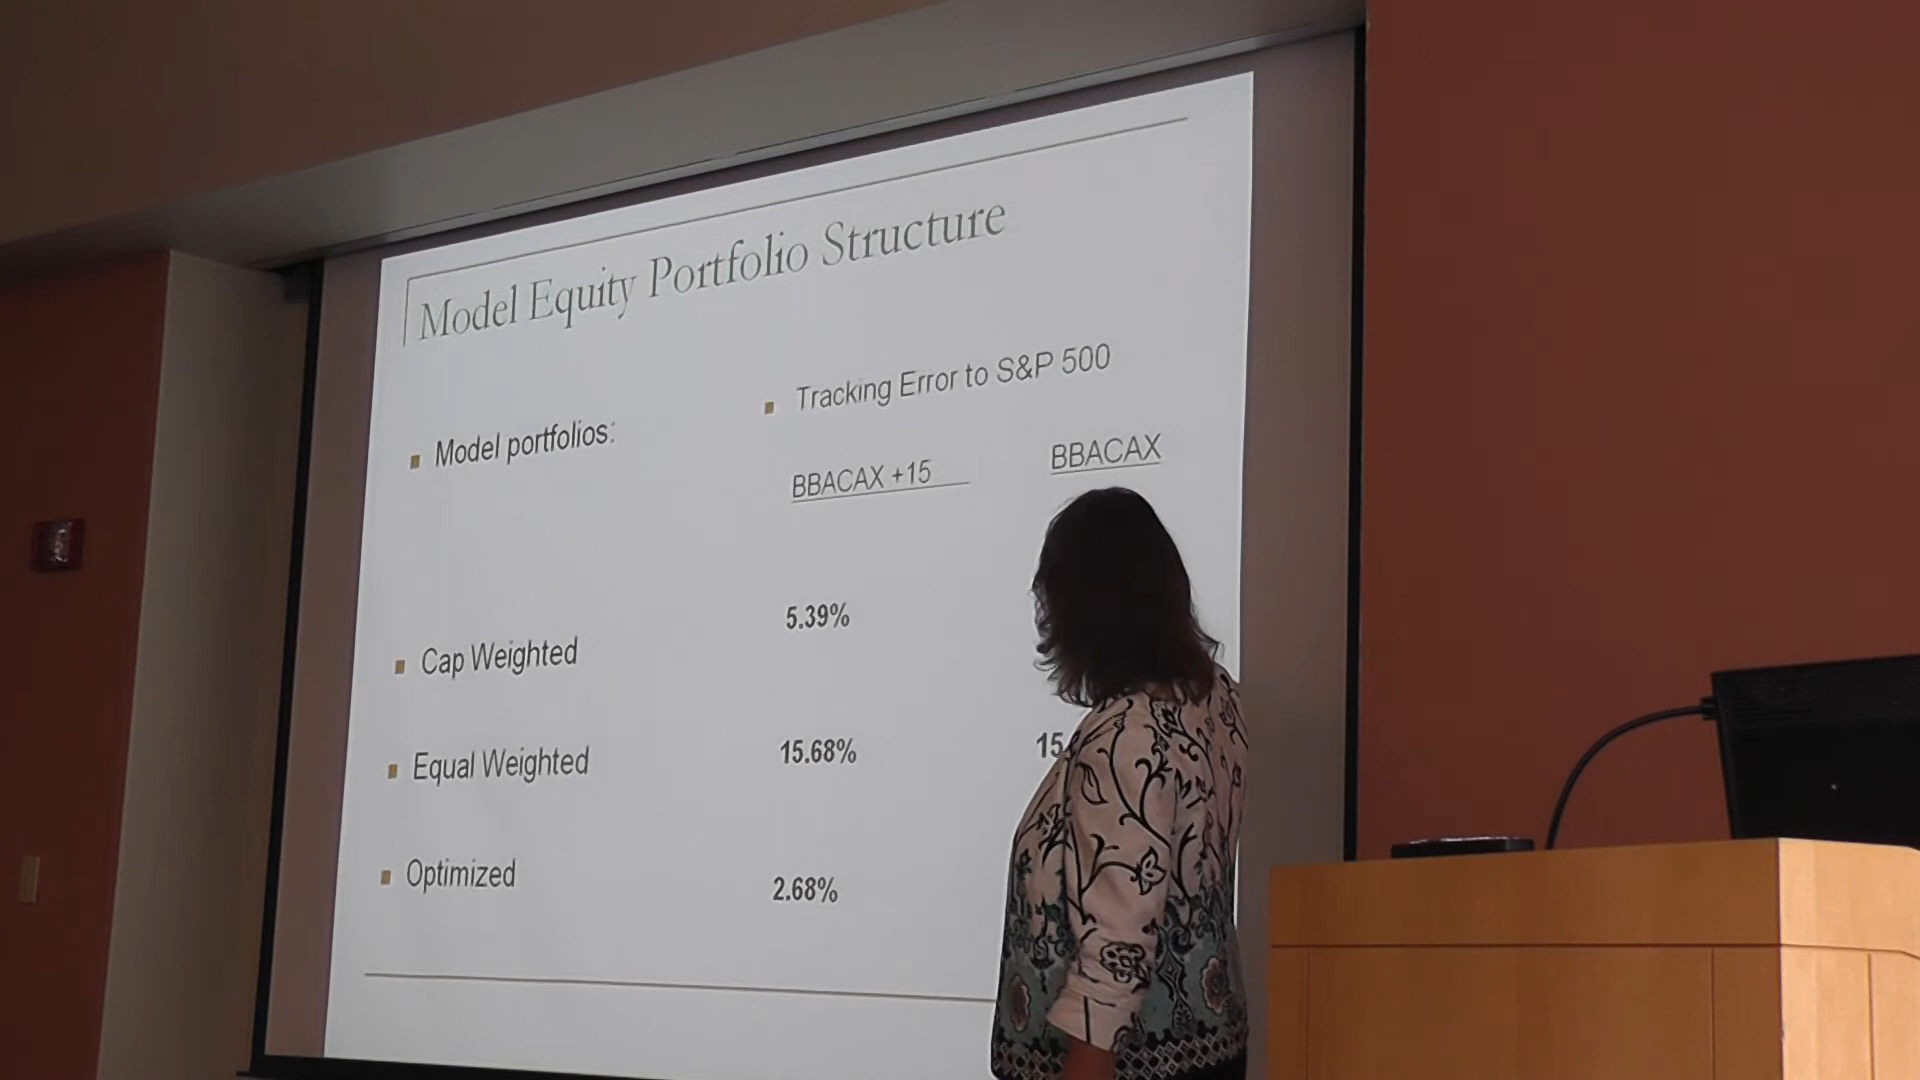 Model Equity Portfolio Structure
Model portfolios:
Tracking Error to S&P 500
BBACAX +15
BBACAX
Cap Weighted
5.39%
Equal Weighted
15.68%
15
Optimized
2.68%